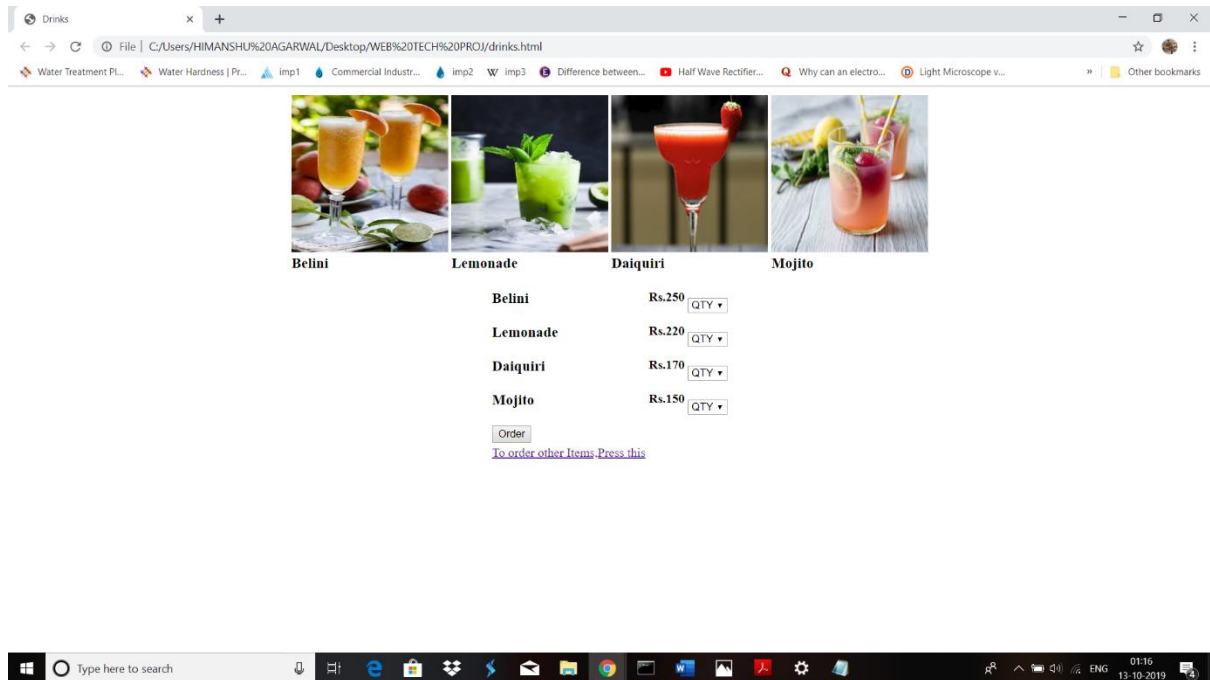 Drinks
File | C:/Users/HIMANSHU%20AGARWAL/Desktop/WEB%20TECH%20PROJ/drinks.html
Water Treatment Pl... Water Hardness | Pr... imp1 Commercial Industr... imp2 W imp3 Difference between... Half Wave Rectifier... Why can an electro... Light Microscope v... » Other bookmarks
Belini Lemonade Daiquiri Mojito
Belini Rs.250 QTY
Lemonade Rs.220 QTY
Daiquiri Rs.170 QTY
Mojito Rs.150 QTY
Order
To order other Items,Press this
Type here to search ENG 01:16
13-10-2019 4